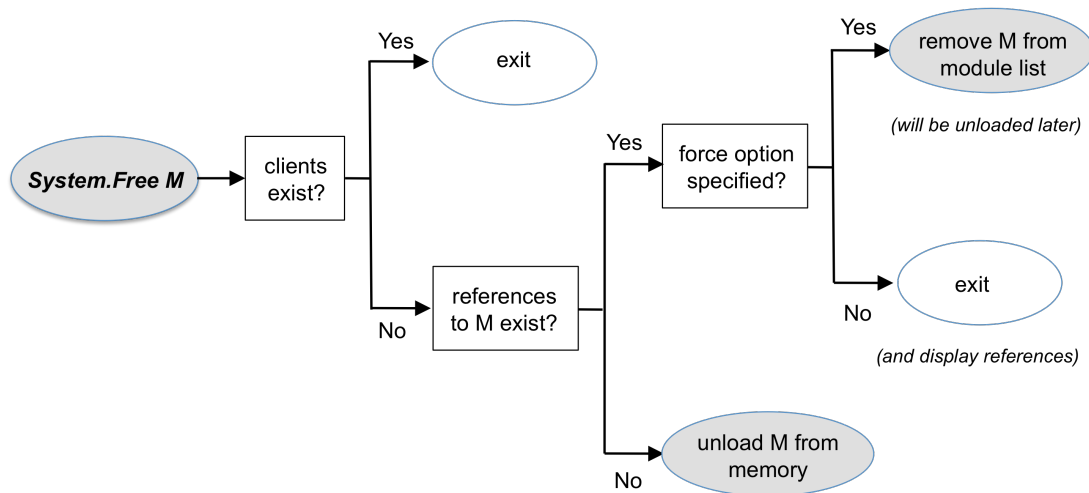 System.Free M
clients
exist?
Yes
exit
No
references
to M exist?
Yes
force option
specified?
Yes
remove M from
module list
(will be unloaded later)
No
exit
(and display references)
No
unload M from
memory